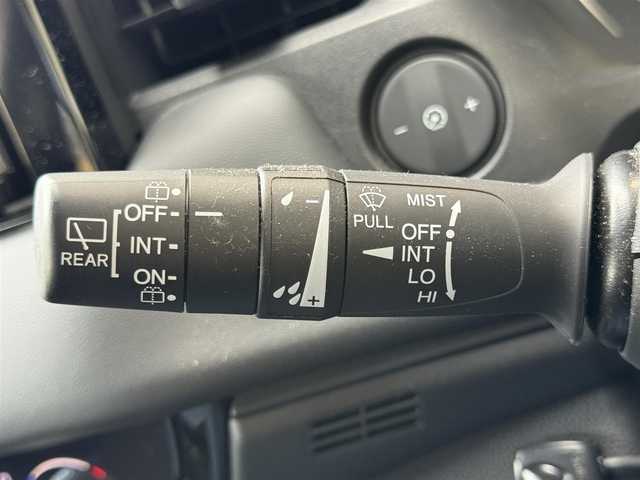 REAR
OFF
INT
ON
- +
PULL
MIST
OFF
INT
LO
HI